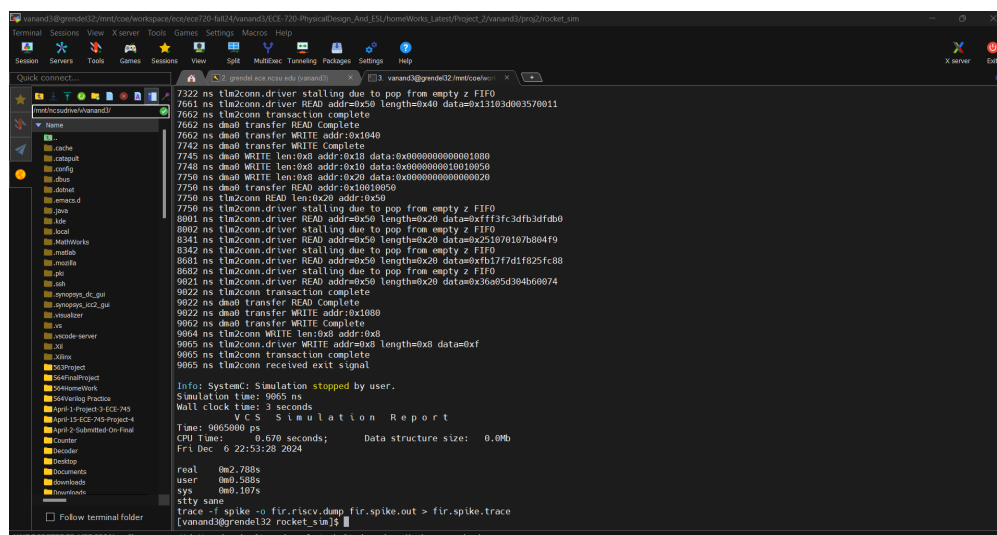 vanand3@grendel32:/mnt/coe/workspace/ece/ece720-fall24/vanand3/ECE-720-PhysicalDesign_And_ESL/homeWorks_Latest/Project_2/vanand3/proj2/rocket_sim
Terminal Sessions View X server Tools Games Settings Macros Help
Session Servers Tools Games Sessions View Split MultiExec Tunneling Packages Settings Help X server Exit
Quick connect...
2. grendel.ece.ncsu.edu (vanand3)
3. vanand3@grendel32:/mnt/coe/work
/mnt/ncsudrive/v/vanand3/
Name
..
.cache
.catapult
.config
.dbus
.dotnet
.emacs.d
.java
.kde
.local
.MathWorks
.matlab
.mozilla
.pki
.ssh
.synopsys_dc_gui
.synopsys_icc2_gui
.visualizer
.vs
.vscode-server
.Xil
.Xilinx
563Project
564FinalProject
564HomeWork
564Verilog Practice
April-1-Project-3-ECE-745
April-15-ECE-745-Project-4
April-2-Submitted-On-Final
Counter
Decoder
Desktop
Documents
downloads
Downloads
Follow terminal folder
7322 ns tlm2conn.driver stalling due to pop from empty z FIFO
7661 ns tlm2conn.driver READ addr=0x50 length=0x40 data=0x13103d003570011
7662 ns tlm2conn transaction complete
7662 ns dma0 transfer READ Complete
7662 ns dma0 transfer WRITE addr:0x1040
7742 ns dma0 transfer WRITE Complete
7745 ns dma0 WRITE len:0x8 addr:0x18 data:0x0000000000001080
7748 ns dma0 WRITE len:0x8 addr:0x10 data:0x0000000010010050
7750 ns dma0 WRITE len:0x8 addr:0x20 data:0x0000000000000020
7750 ns dma0 transfer READ addr:0x10010050
7750 ns tlm2conn READ len:0x20 addr:0x50
7750 ns tlm2conn.driver stalling due to pop from empty z FIFO
8001 ns tlm2conn.driver READ addr=0x50 length=0x20 data=0xfff3fc3dfb3dfdb0
8002 ns tlm2conn.driver stalling due to pop from empty z FIFO
8341 ns tlm2conn.driver READ addr=0x50 length=0x20 data=0x251070107b804f9
8342 ns tlm2conn.driver stalling due to pop from empty z FIFO
8681 ns tlm2conn.driver READ addr=0x50 length=0x20 data=0xfb17f7d1f825fc88
8682 ns tlm2conn.driver stalling due to pop from empty z FIFO
9021 ns tlm2conn.driver READ addr=0x50 length=0x20 data=0x36a05d304b60074
9022 ns tlm2conn transaction complete
9022 ns dma0 transfer READ Complete
9022 ns dma0 transfer WRITE addr:0x1080
9062 ns dma0 transfer WRITE Complete
9064 ns tlm2conn WRITE len:0x8 addr:0x8
9065 ns tlm2conn.driver WRITE addr=0x8 length=0x8 data=0xf
9065 ns tlm2conn transaction complete
9065 ns tlm2conn received exit signal
Info: SystemC: Simulation stopped by user.
Simulation time: 9065 ns
Wall clock time: 3 seconds
V C S   S i m u l a t i o n   R e p o r t
Time: 9065000 ps
CPU Time: 0.670 seconds; Data structure size: 0.0Mb
Fri Dec 6 22:53:28 2024
real 0m2.788s
user 0m0.588s
sys 0m0.107s
stty sane
trace -f spike -o fir.riscv.dump fir.spike.out > fir.spike.trace
[vanand3@grendel32 rocket_sim]$